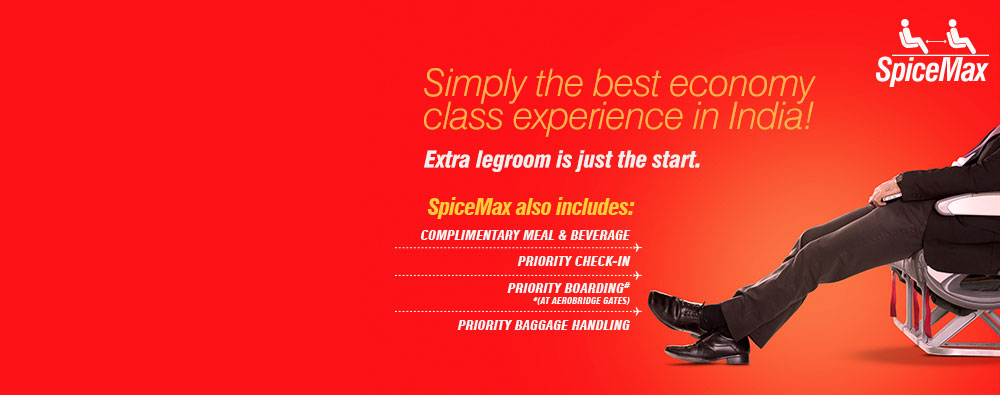 SpiceMax
Simply the best economy
class experience in India!
Extra legroom is just the start.
SpiceMax also includes:
COMPLIMENTARY MEAL & BEVERAGE
PRIORITY CHECK-IN
PRIORITY BOARDING#
*(AT AEROBRIDGE GATES)
PRIORITY BAGGAGE HANDLING